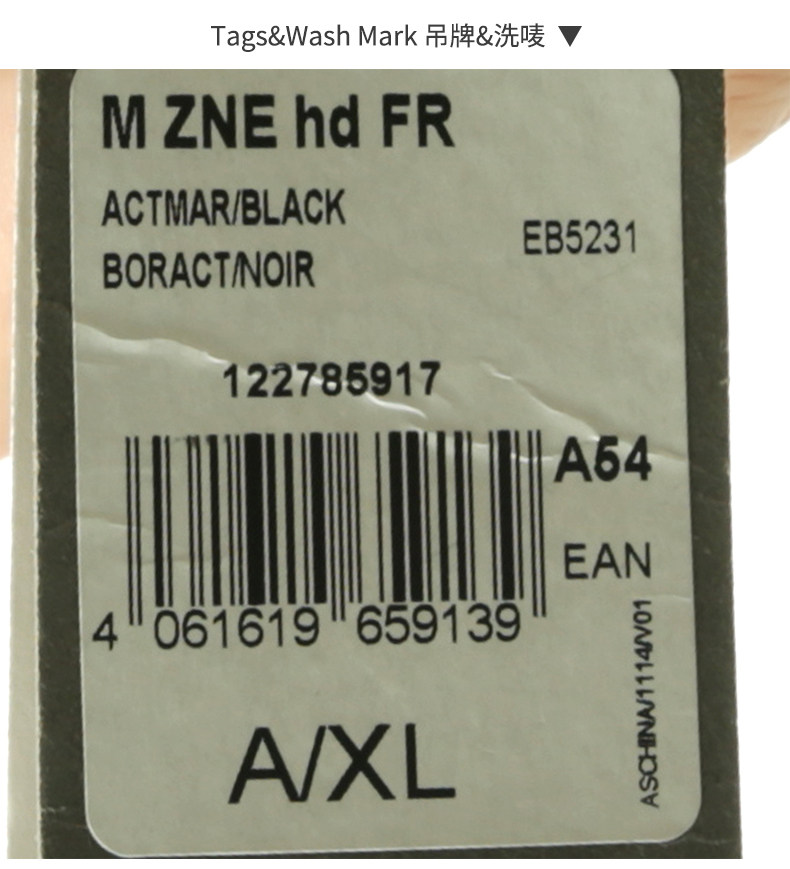 Tags&Wash Mark 吊牌&洗唛 ▼
M ZNE hd FR
ACTMAR/BLACK
BORACT/NOIR
EB5231
122785917
A54
EAN
4 061619 659139
ASCHINA/1114/V01
A/XL